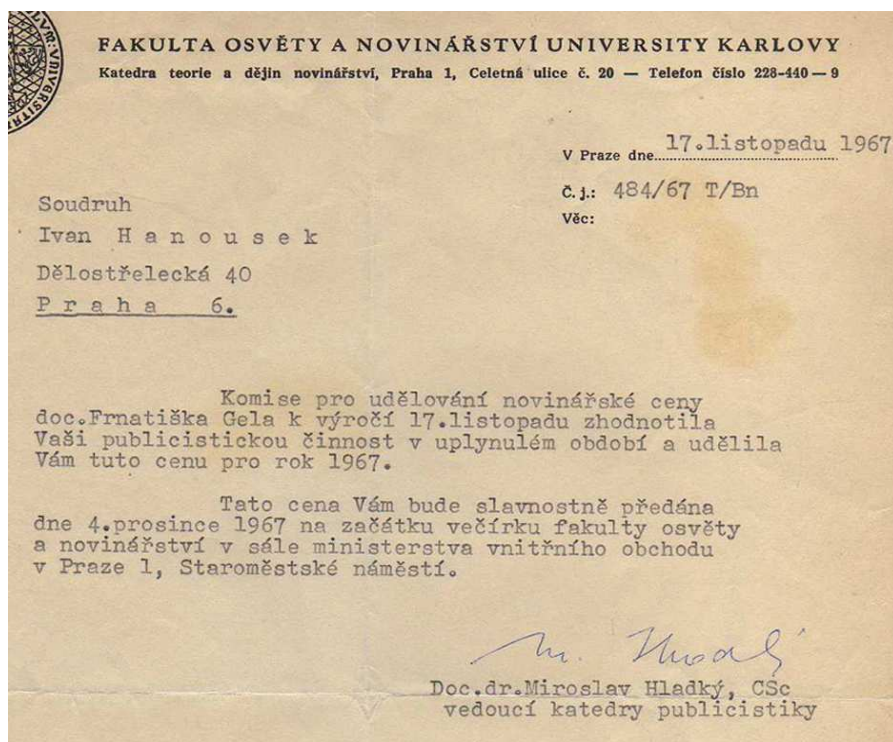 FAKULTA OSVĚTY A NOVINÁŘSTVÍ UNIVERSITY KARLOVY
Katedra teorie a dějin novinářství, Praha 1, Celetná ulice č. 20 — Telefon číslo 228-440 — 9
V Praze dne 17.listopadu 1967
Č. j.: 484/67 T/Bn
Věc:
Soudruh
Ivan Hanousek
Dělostřelecká 40
Praha 6.
Komise pro udělování novinářské ceny
doc.Frnatiška Gela k výročí 17.listopadu zhodnotila
Vaši publicistickou činnost v uplynulém období a udělila
Vám tuto cenu pro rok 1967.
Tato cena Vám bude slavnostně předána
dne 4.prosince 1967 na začátku večírku fakulty osvěty
a novinářství v sále ministerstva vnitřního obchodu
v Praze 1, Staroměstské náměstí.
Doc.dr.Miroslav Hladký, CSc
vedoucí katedry publicistiky